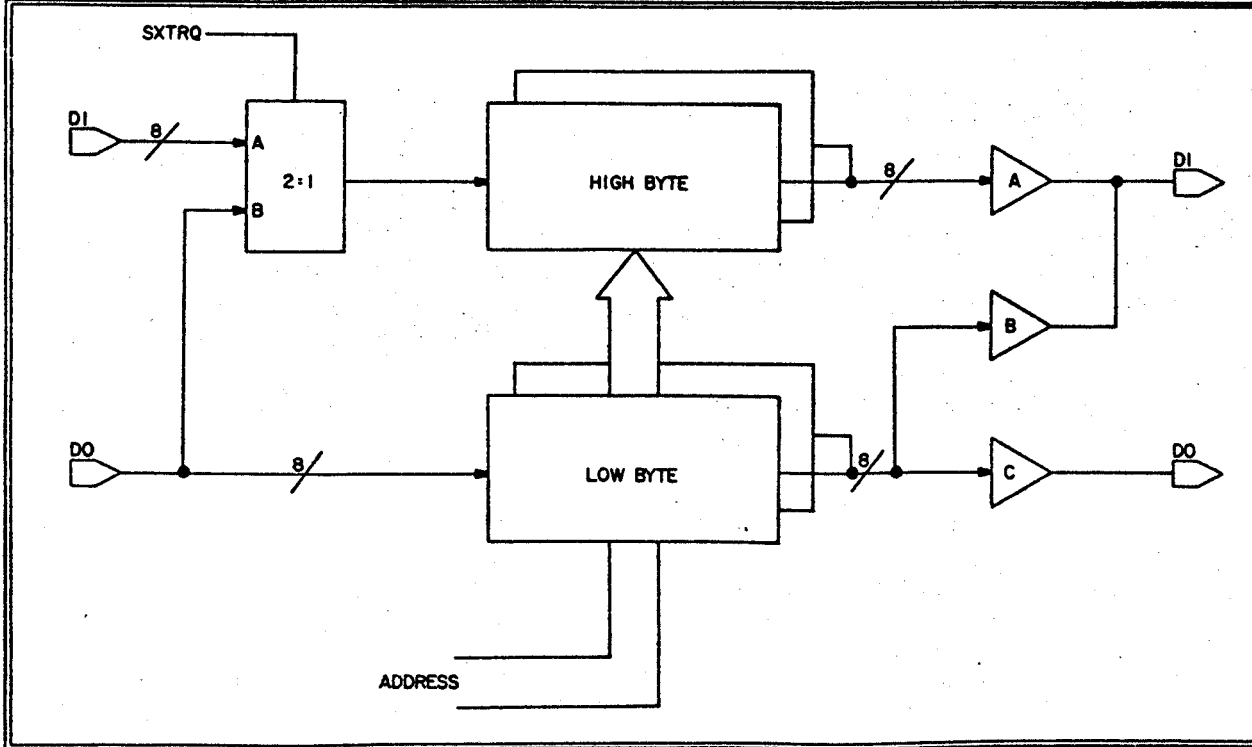 SXTRQ
DI
8
A
2:1
B
HIGH BYTE
8
A
DI
B
DO
8
LOW BYTE
8
C
DO
ADDRESS